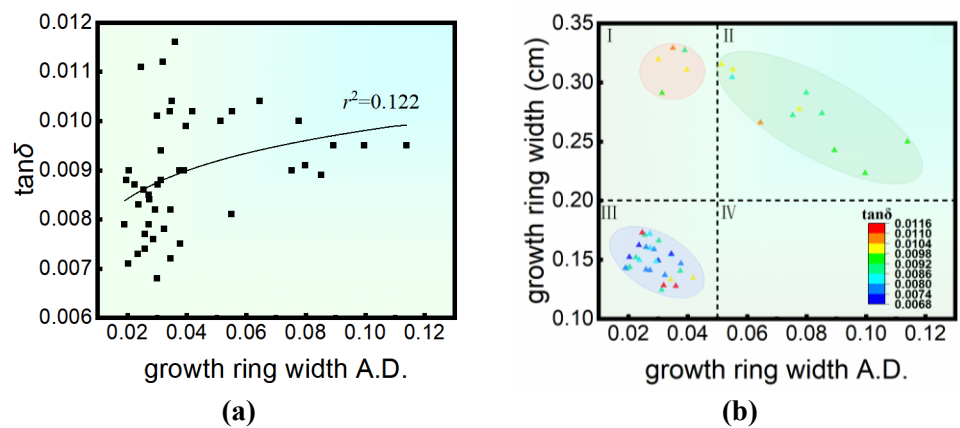 0.012
0.011
0.010
0.009
0.008
0.007
0.006
tanδ
r²=0.122
0.02 0.04 0.06 0.08 0.10 0.12
growth ring width A.D.
(a)
0.35
0.30
0.25
0.20
0.15
0.10
growth ring width (cm)
I II
III IV
tanδ
0.0116
0.0110
0.0104
0.0098
0.0092
0.0086
0.0080
0.0074
0.0068
0.02 0.04 0.06 0.08 0.10 0.12
growth ring width A.D.
(b)